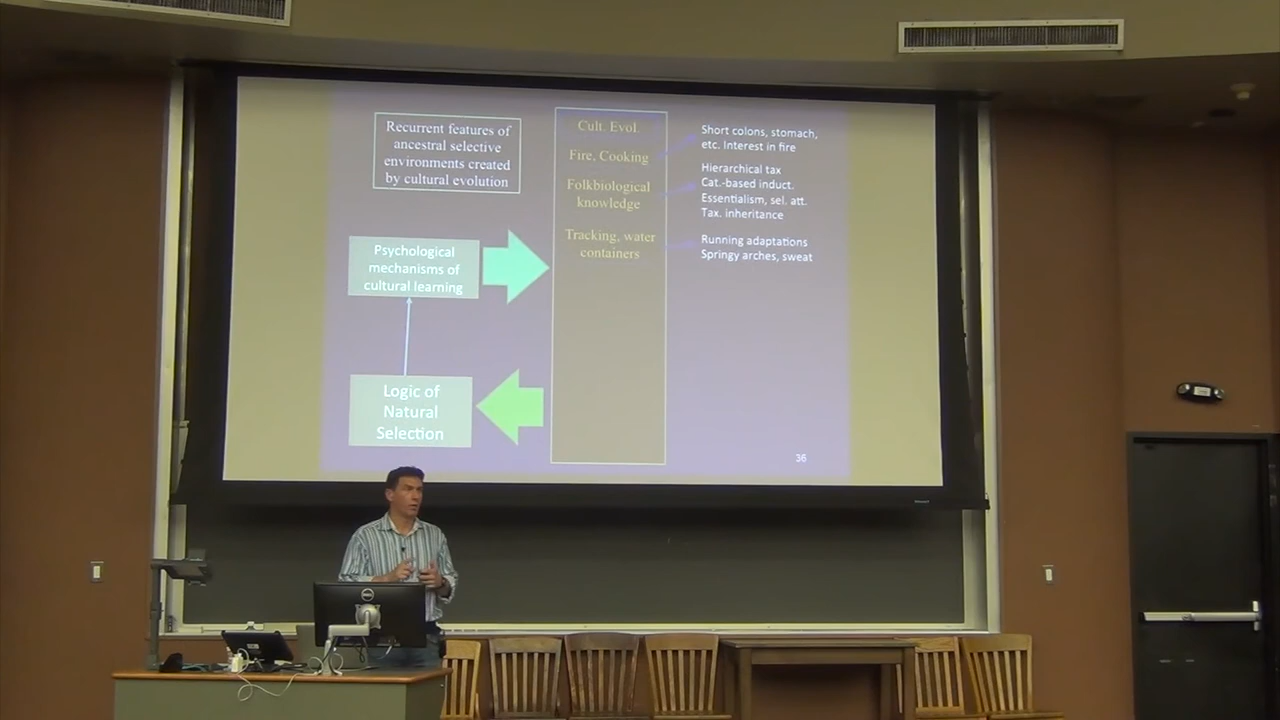 Recurrent features of
ancestral selective
environments created
by cultural evolution
Psychological
mechanisms of
cultural learning
Logic of
Natural
Selection
Cult. Evol.
Fire, Cooking
Folkbiological
knowledge
Tracking, water
containers
Short colons, stomach,
etc. Interest in fire
Hierarchical tax
Cat.-based induct.
Essentialism, sel. att.
Tax. inheritance
Running adaptations
Springy arches, sweat
36
DELL